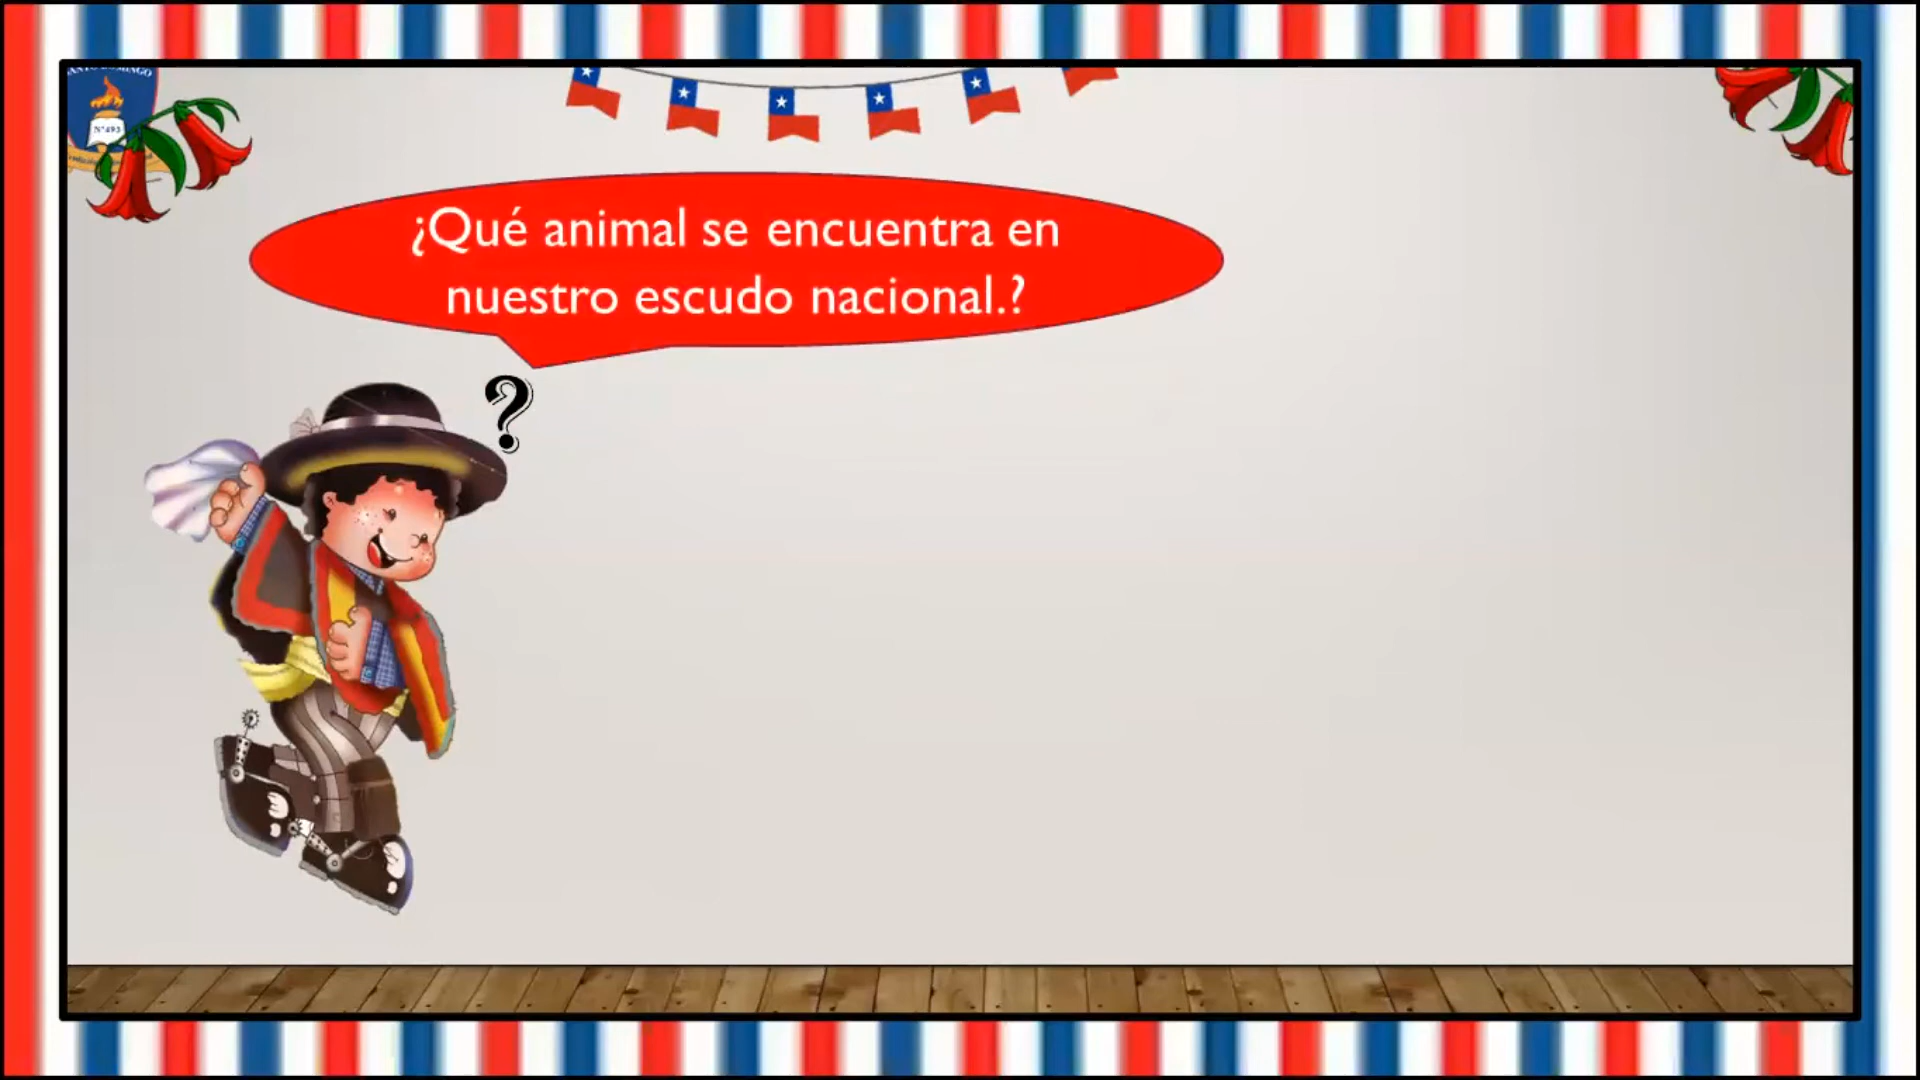 ¿Qué animal se encuentra en
nuestro escudo nacional.?
?